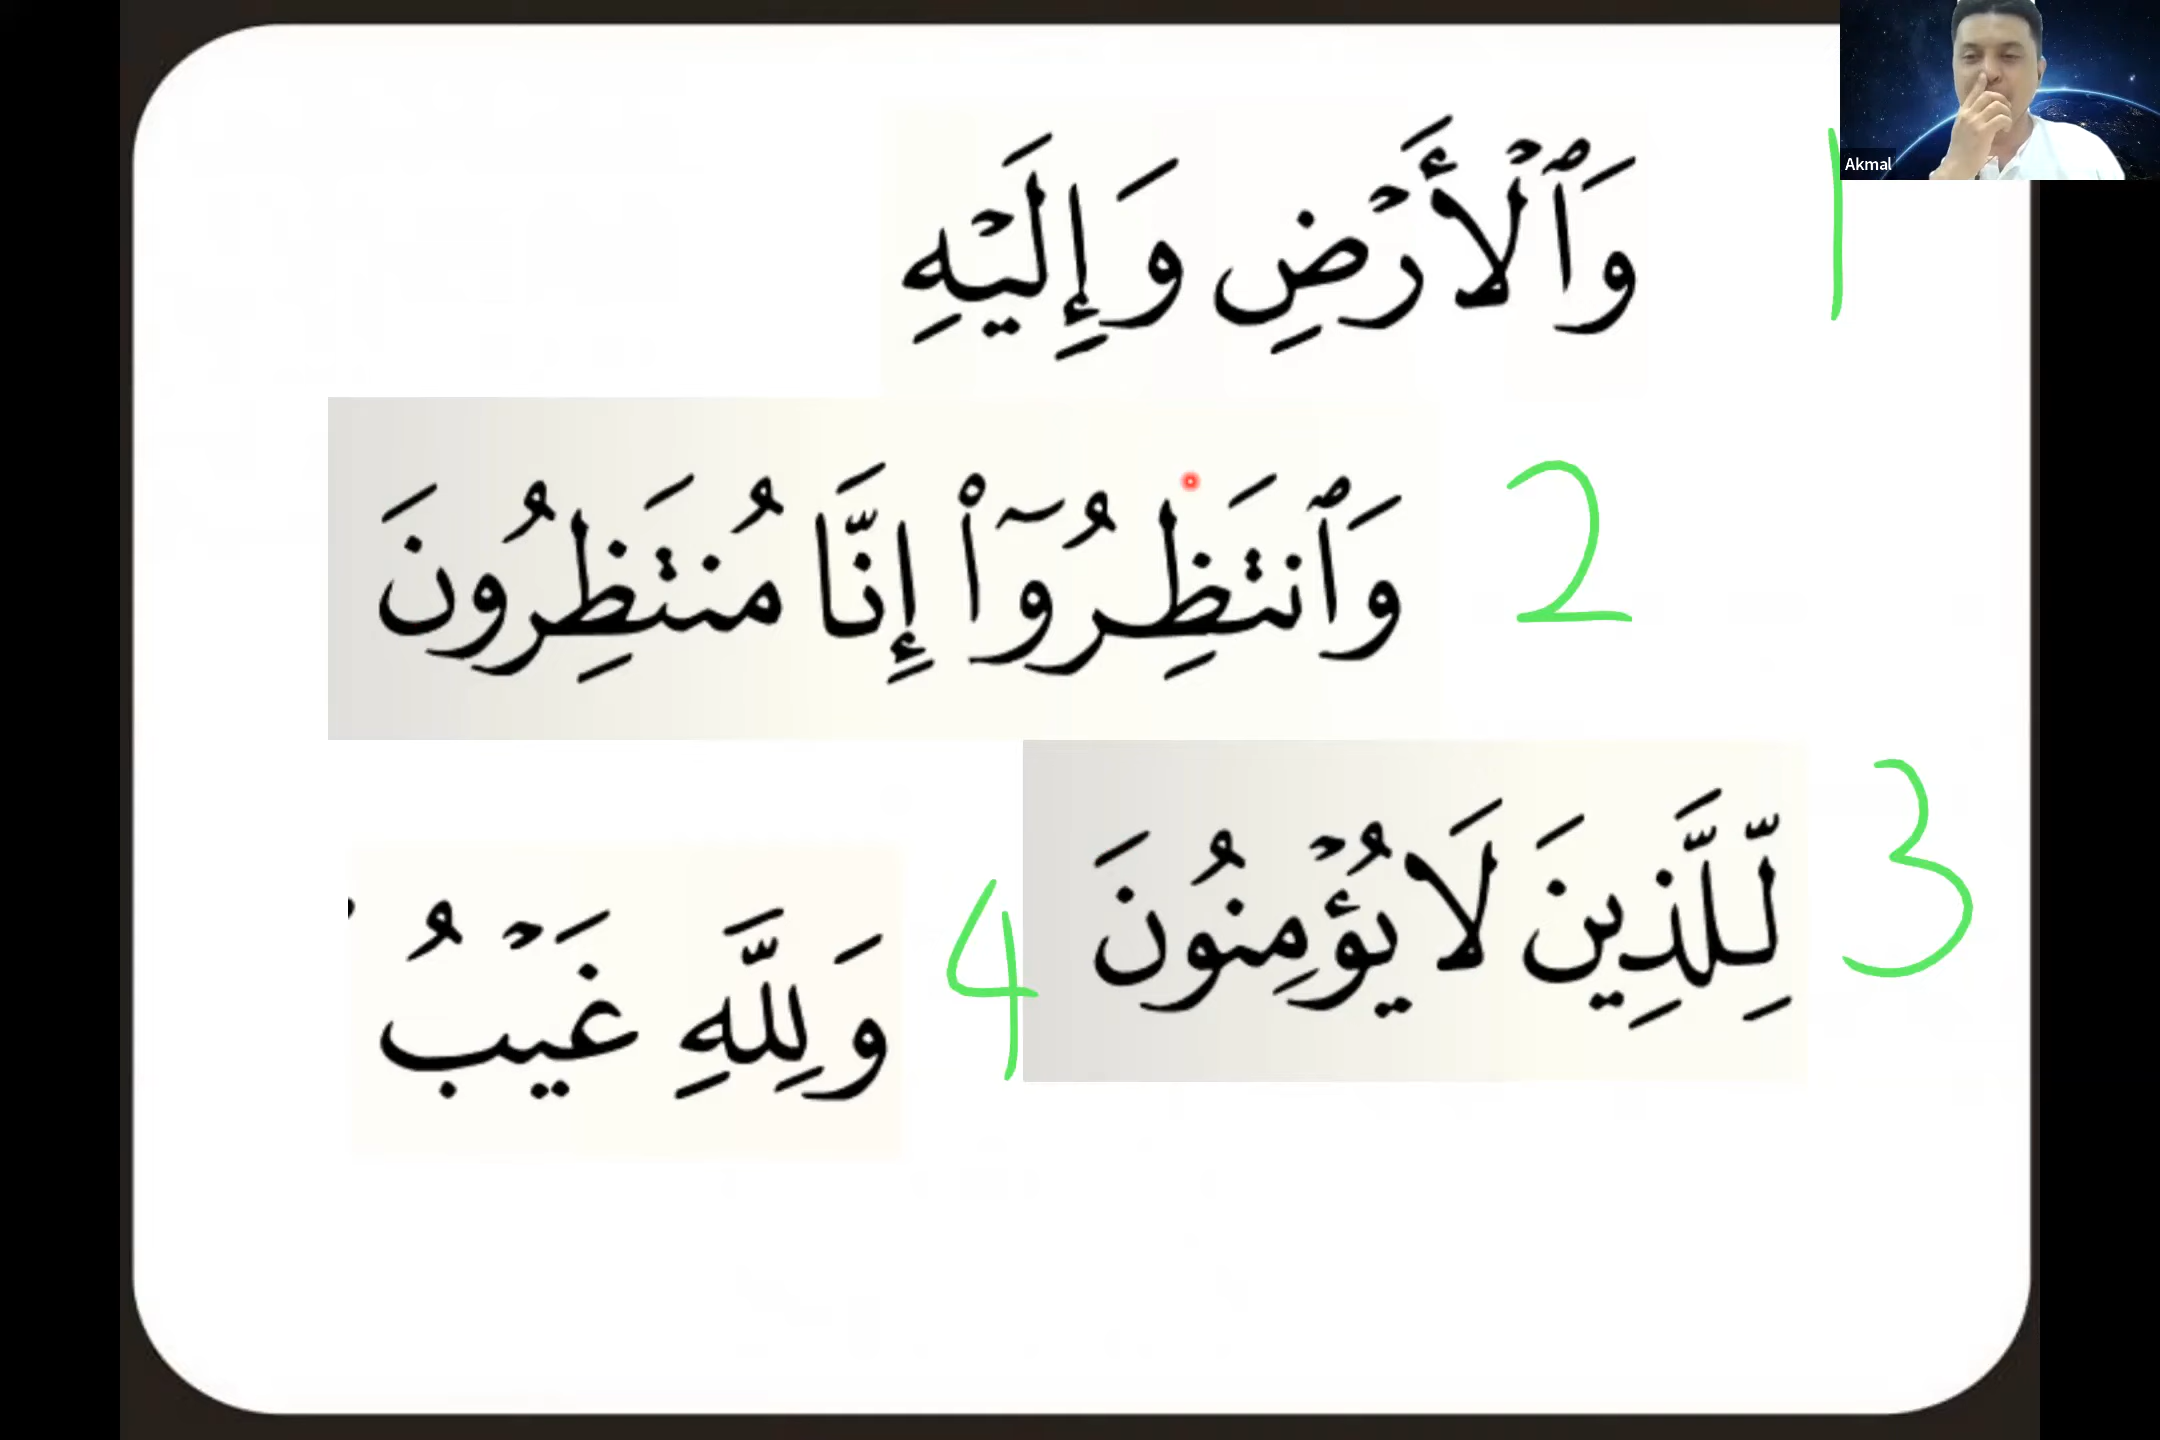 Akmal
1
وَٱلْأَرْضِ وَإِلَيْهِ
2
وَٱنتَظِرُوٓا۟ إِنَّا مُنتَظِرُونَ
3
لِّلَّذِينَ لَا يُؤْمِنُونَ
4
وَلِلَّهِ غَيْبُ